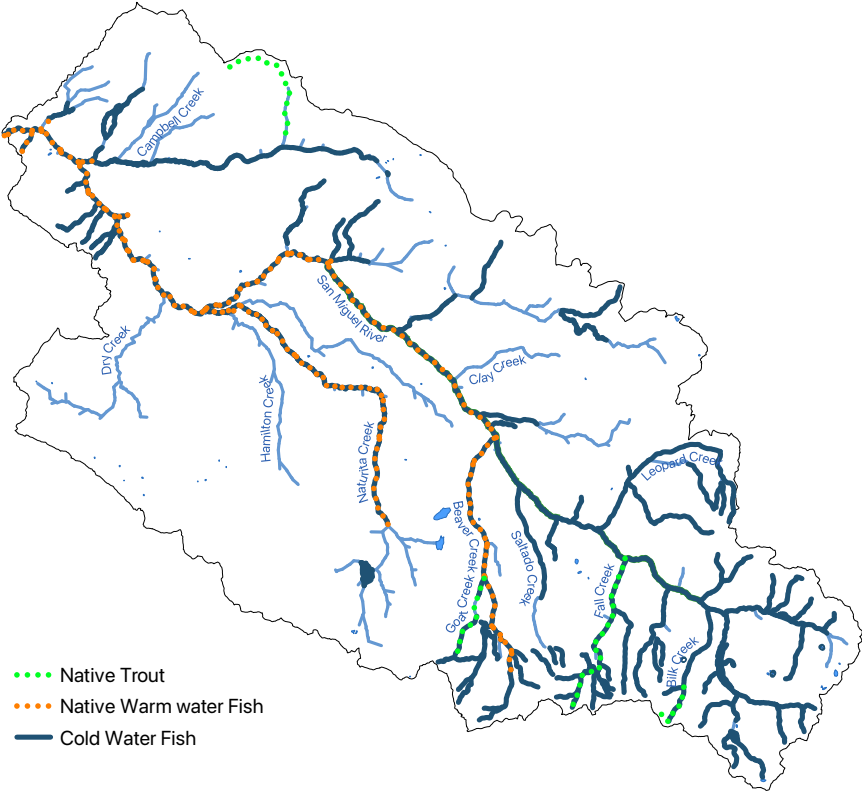 Campbell Creek
San Miguel River
Dry Creek
Clay Creek
Hamilton Creek
Naturita Creek
Leopard Creek
Beaver Creek
Saltado Creek
Goat Creek
Fall Creek
Bilk Creek
Native Trout
Native Warm water Fish
Cold Water Fish